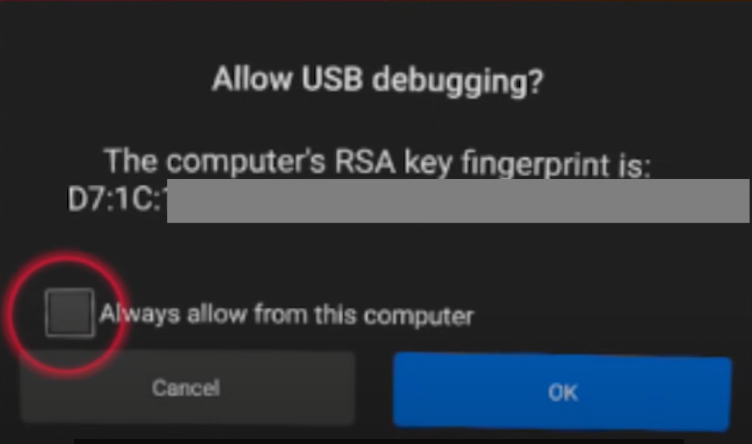 Allow USB debugging?
The computer's RSA key fingerprint is:
D7:1C:
Always allow from this computer
Cancel
OK